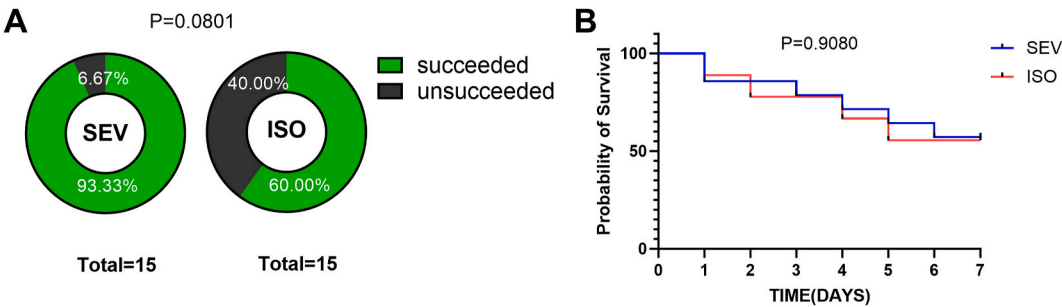 A
P=0.0801
6.67%
SEV
93.33%
Total=15
40.00%
ISO
60.00%
Total=15
succeeded
unsucceeded
B
P=0.9080
SEV
ISO
Probability of Survival
100
50
0
0 1 2 3 4 5 6 7
TIME(DAYS)